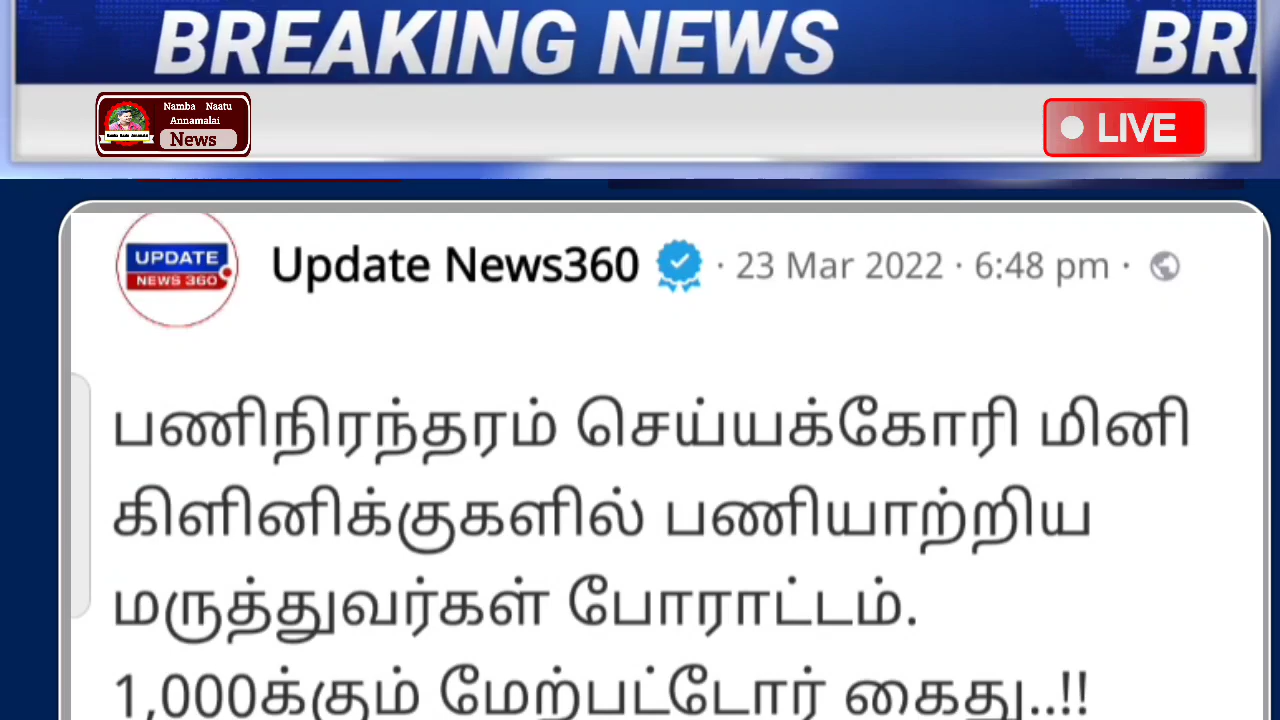 BREAKING NEWS BR
Namba Naatu
Annamalai
News
LIVE
UPDATE
NEWS 360
Update News360 · 23 Mar 2022 · 6:48 pm ·
பணிநிரந்தரம் செய்யக்கோரி மினி
கிளினிக்குகளில் பணியாற்றிய
மருத்துவர்கள் போராட்டம்.
1,000க்கும் மேற்பட்டோர் கைது..!!